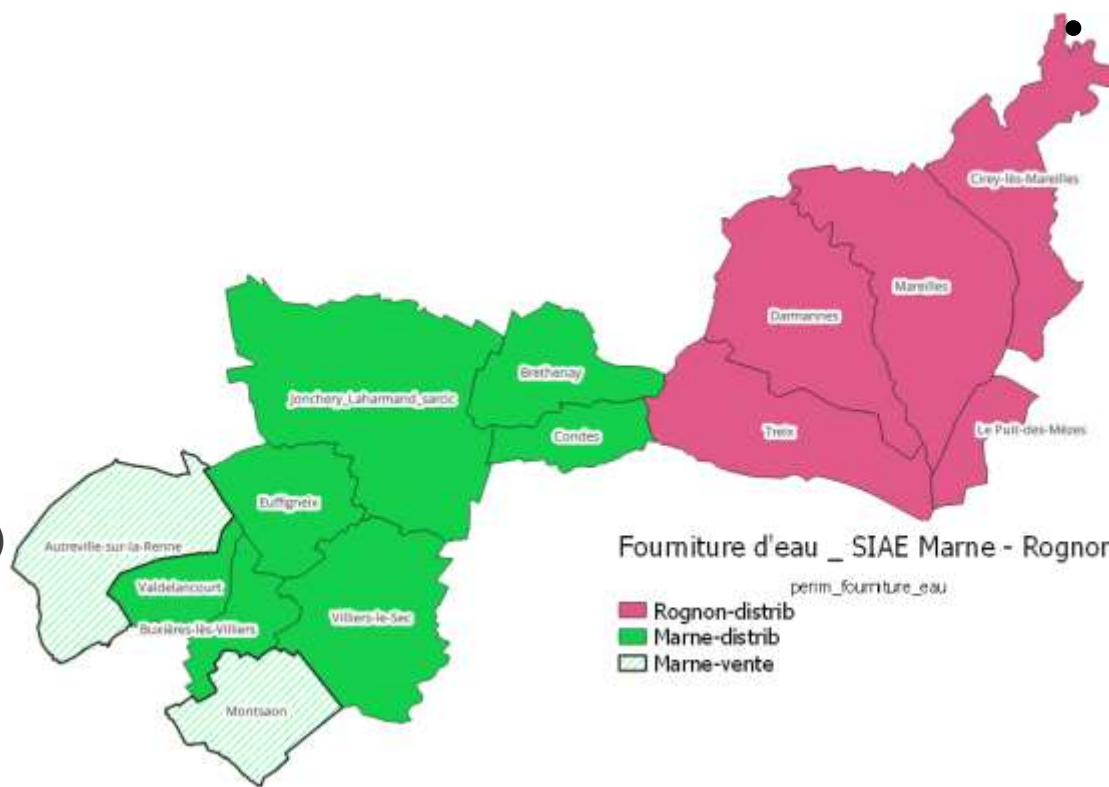 Cirey-lès-Mareilles
Mareilles
Darmannes
Brethenay
Jonchery_Laharmand_sarcic
Treix
Le Puit-des-Mèzes
Condes
Euffigneix
Autreville-sur-la-Renne
Valdelancourt
Villiers-le-Sec
Buxières-lès-Villiers
Montsaon
Fourniture d'eau _ SIAE Marne - Rognon
perim_fourniture_eau
Rognon-distrib
Marne-distrib
Marne-vente